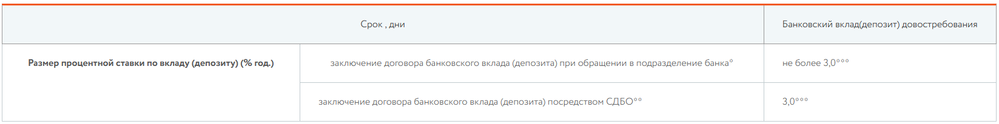 Срок , дни
Банковский вклад(депозит) довостребования
Размер процентной ставки по вкладу (депозиту) (% год.)
заключение договора банковского вклада (депозита) при обращении в подразделение банка*
не более 3,0***
заключение договора банковского вклада (депозита) посредством СДБО**
3,0***